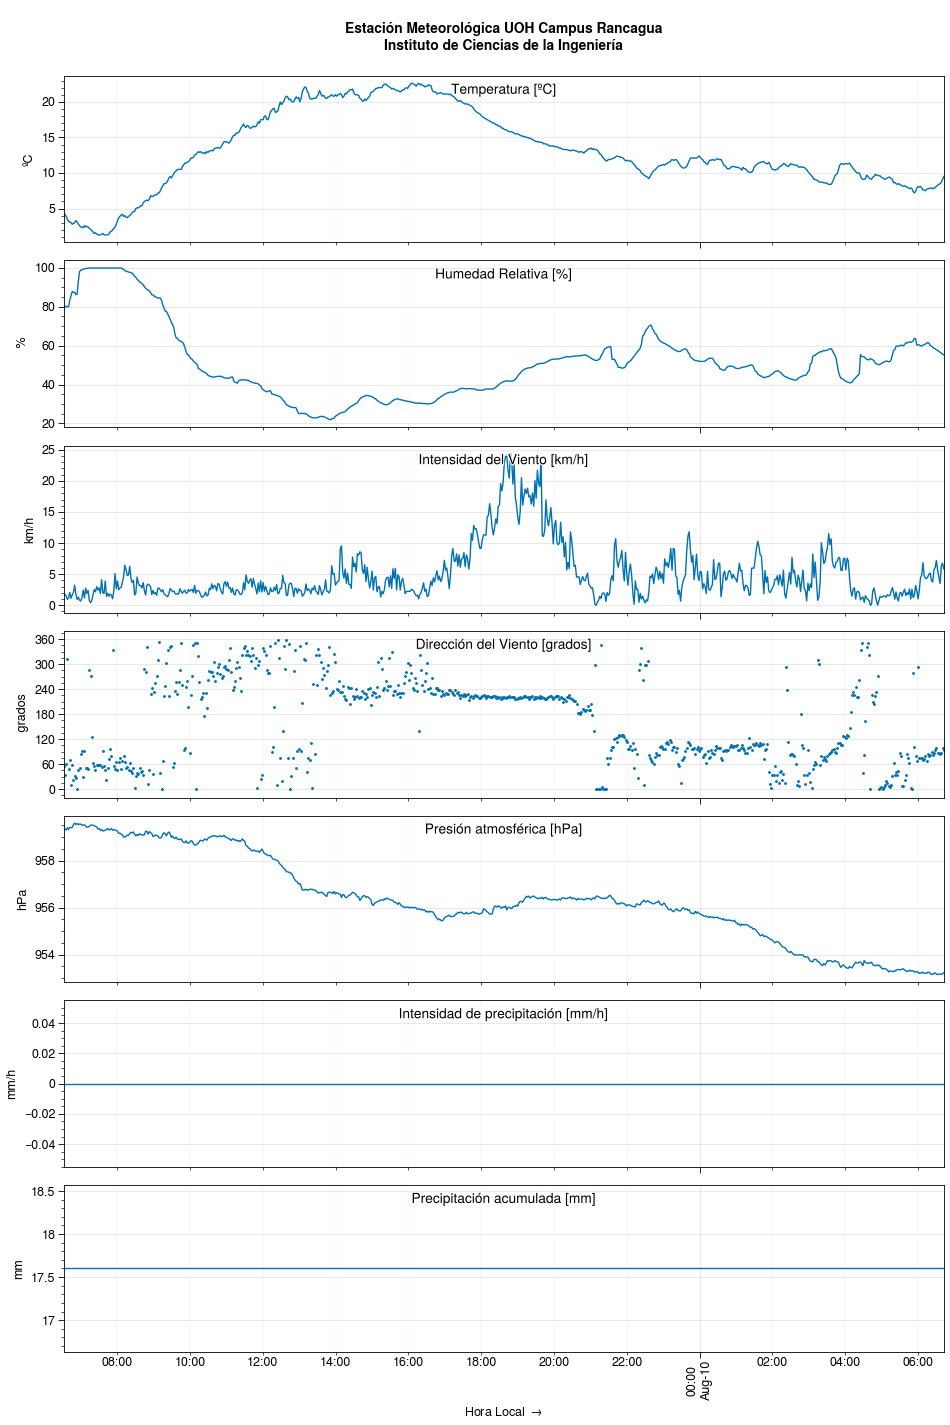 Estación Meteorológica UOH Campus Rancagua
Instituto de Ciencias de la Ingeniería
Temperatura [ºC]
ºC
20
15
10
5
Humedad Relativa [%]
%
100
80
60
40
20
Intensidad del Viento [km/h]
km/h
25
20
15
10
5
0
Dirección del Viento [grados]
grados
360
300
240
180
120
60
0
Presión atmosférica [hPa]
hPa
958
956
954
Intensidad de precipitación [mm/h]
mm/h
0.04
0.02
0
−0.02
−0.04
Precipitación acumulada [mm]
mm
18.5
18
17.5
17
08:00 10:00 12:00 14:00 16:00 18:00 20:00 22:00 00:00 02:00 04:00 06:00
Aug-10
Hora Local →